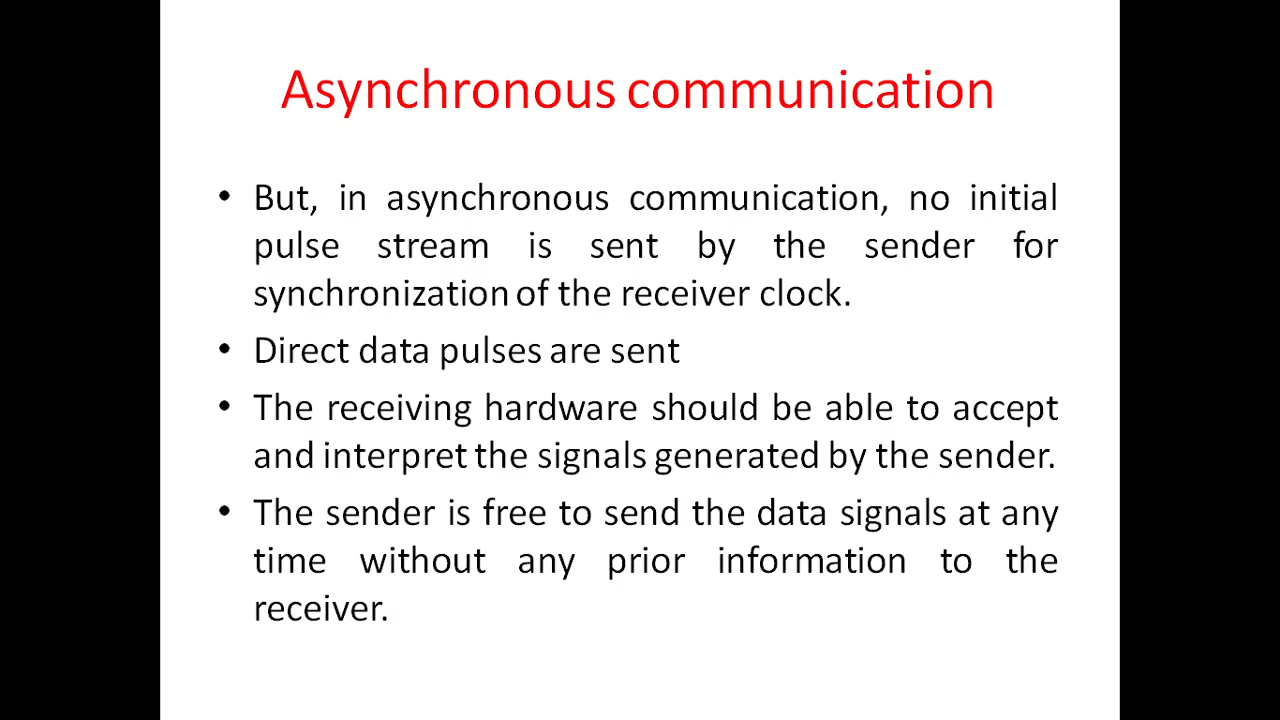 Asynchronous communication
• But, in asynchronous communication, no initial
pulse stream is sent by the sender for
synchronization of the receiver clock.
• Direct data pulses are sent
• The receiving hardware should be able to accept
and interpret the signals generated by the sender.
• The sender is free to send the data signals at any
time without any prior information to the
receiver.